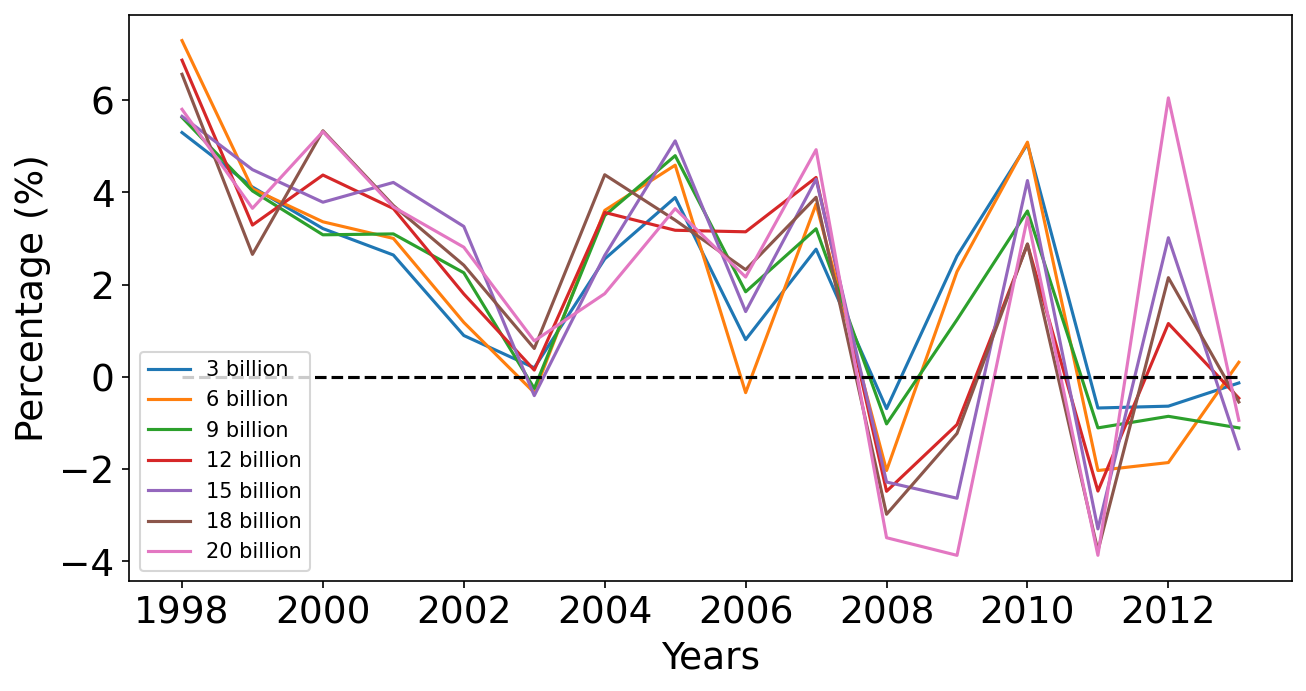 Percentage (%)
6
4
2
0
−2
−4
3 billion
6 billion
9 billion
12 billion
15 billion
18 billion
20 billion
1998 2000 2002 2004 2006 2008 2010 2012
Years